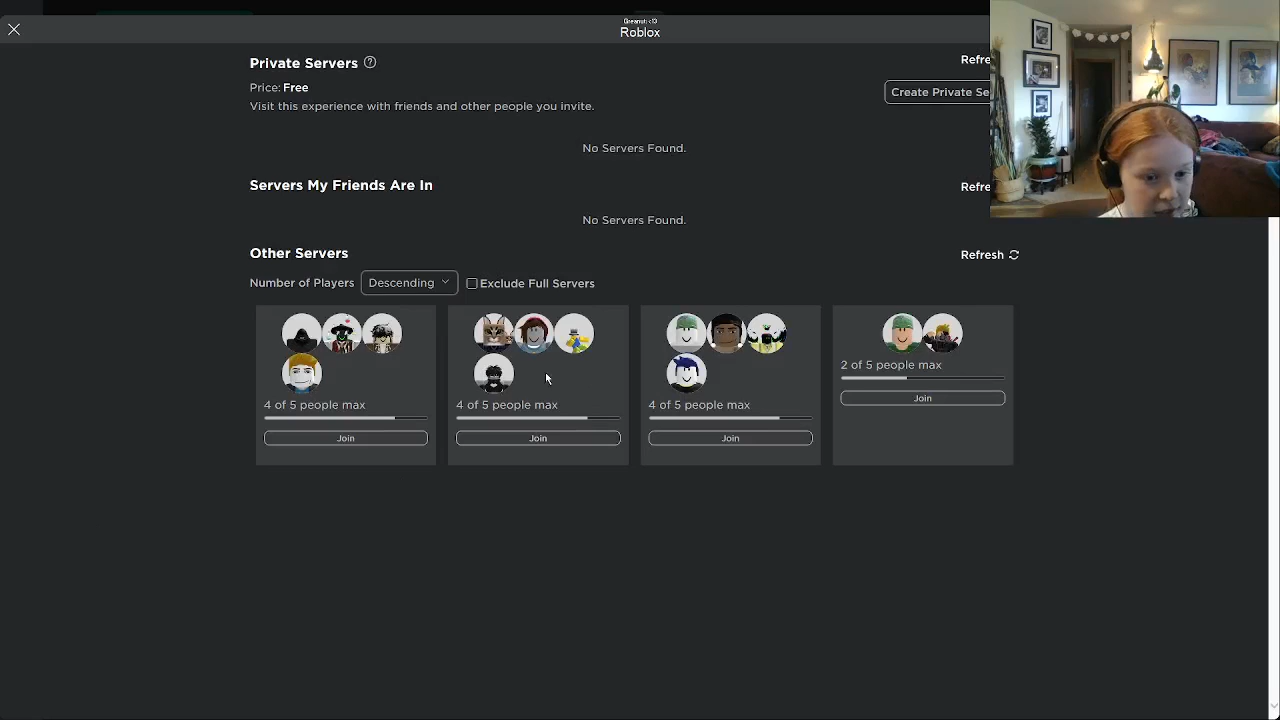 Roblox
Private Servers
Refre
Price: Free
Create Private Se
Visit this experience with friends and other people you invite.
No Servers Found.
Servers My Friends Are In
Refre
No Servers Found.
Other Servers
Refresh
Number of Players
Descending
Exclude Full Servers
4 of 5 people max
Join
4 of 5 people max
Join
4 of 5 people max
Join
2 of 5 people max
Join